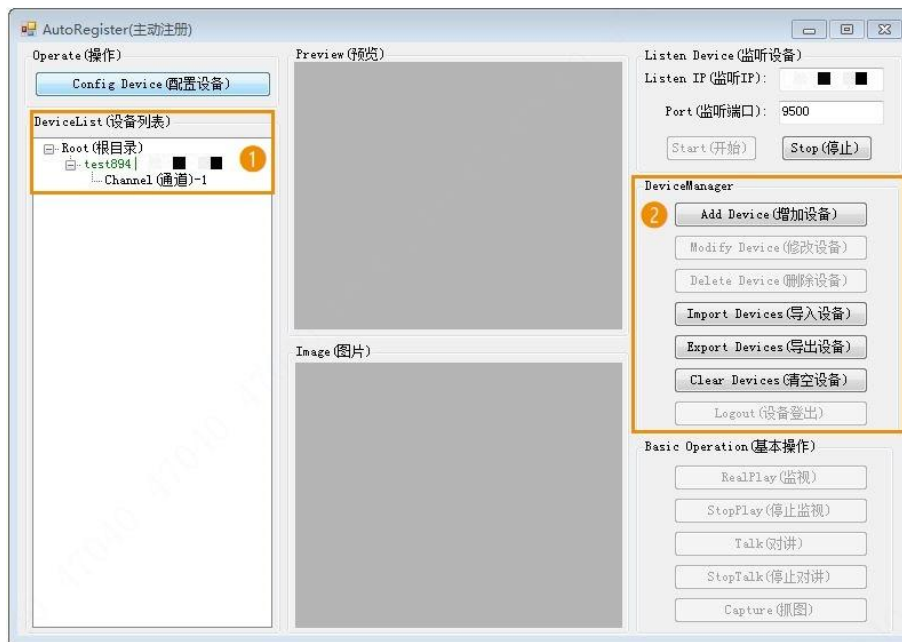 AutoRegister(主动注册)
Operate(操作)
Config Device(配置设备)
DeviceList(设备列表)
Root(根目录)
1
test894|
Channel(通道)-1
Preview(预览)
Image(图片)
Listen Device(监听设备)
Listen IP(监听IP):
Port(监听端口): 9500
Start(开始) Stop(停止)
DeviceManager
2
Add Device(增加设备)
Modify Device(修改设备)
Delete Device(删除设备)
Import Devices(导入设备)
Export Devices(导出设备)
Clear Devices(清空设备)
Logout(设备登出)
Basic Operation(基本操作)
RealPlay(监视)
StopPlay(停止监视)
Talk(对讲)
StopTalk(停止对讲)
Capture(抓图)
47040 47040 47